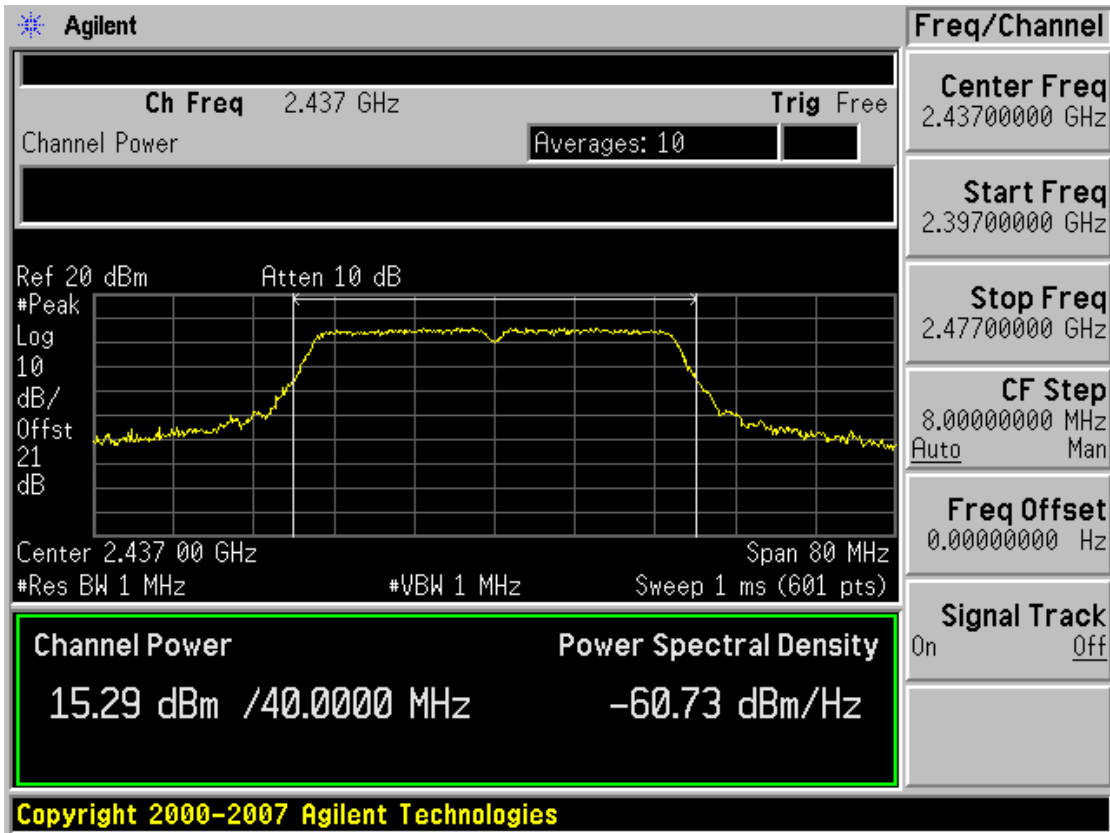 Agilent
Ch Freq 2.437 GHz Trig Free
Channel Power Averages: 10
Ref 20 dBm Atten 10 dB
#Peak
Log
10
dB/
Offst
21
dB
Center 2.437 00 GHz Span 80 MHz
#Res BW 1 MHz #VBW 1 MHz Sweep 1 ms (601 pts)
Channel Power Power Spectral Density
15.29 dBm /40.0000 MHz -60.73 dBm/Hz
Copyright 2000-2007 Agilent Technologies
Freq/Channel
Center Freq
2.43700000 GHz
Start Freq
2.39700000 GHz
Stop Freq
2.47700000 GHz
CF Step
8.00000000 MHz
Auto Man
Freq Offset
0.00000000 Hz
Signal Track
On Off